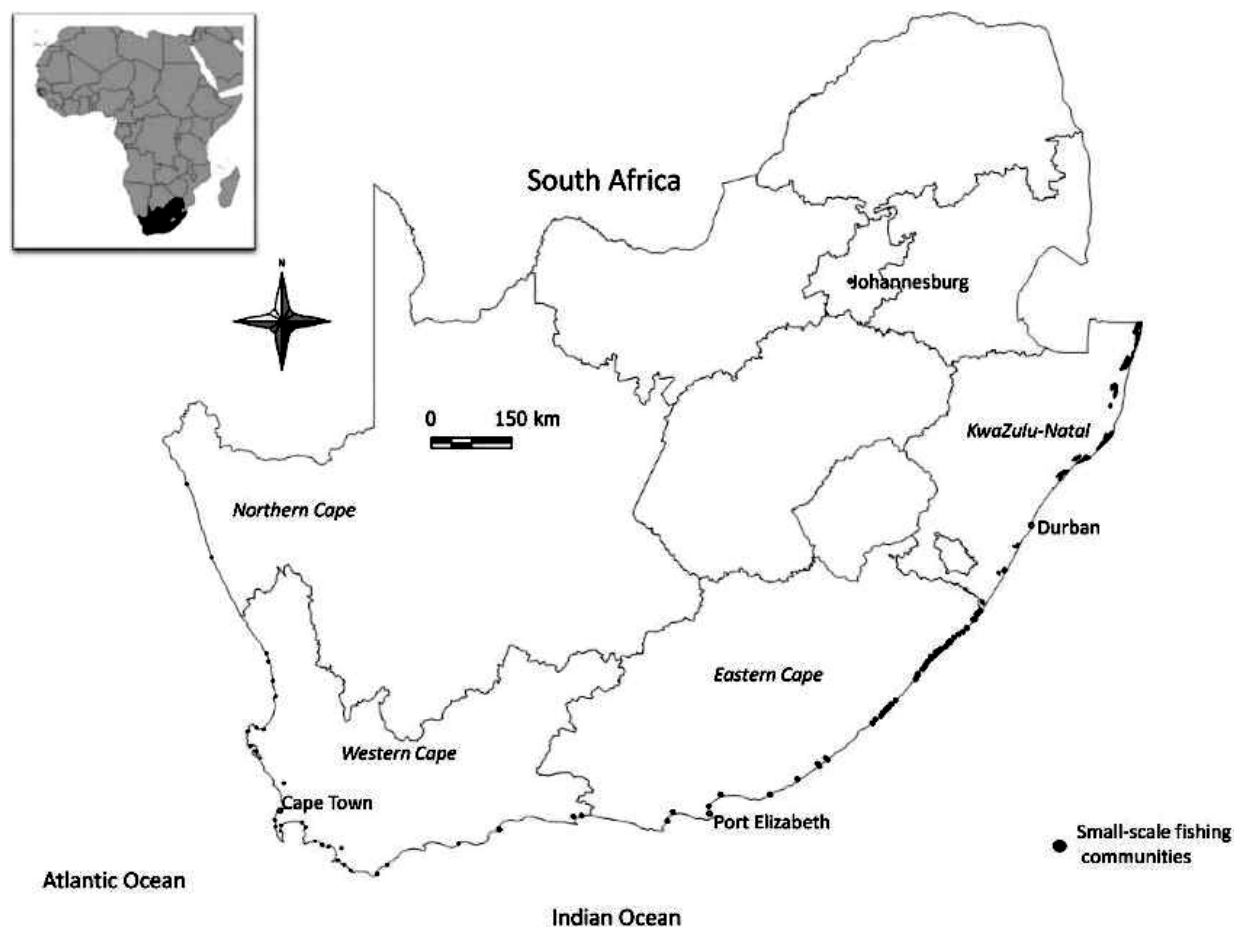 South Africa
N
Johannesburg
0 150 km
KwaZulu-Natal
Northern Cape
Durban
Eastern Cape
Western Cape
Cape Town
Port Elizabeth
Small-scale fishing
communities
Atlantic Ocean
Indian Ocean